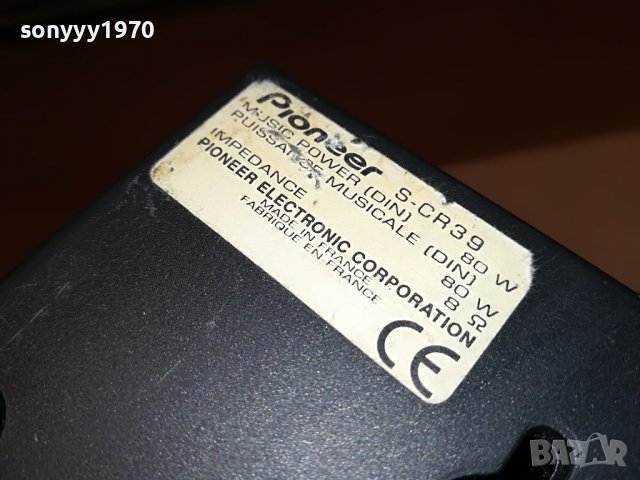 sonyyy1970
Pioneer S-CR39
MUSIC POWER (DIN) 80 W
PUISSANCE MUSICALE (DIN) 80 W
IMPEDANCE 8 Ω
PIONEER ELECTRONIC CORPORATION
MADE IN FRANCE
FABRIQUE EN FRANCE
CE
BAZAR